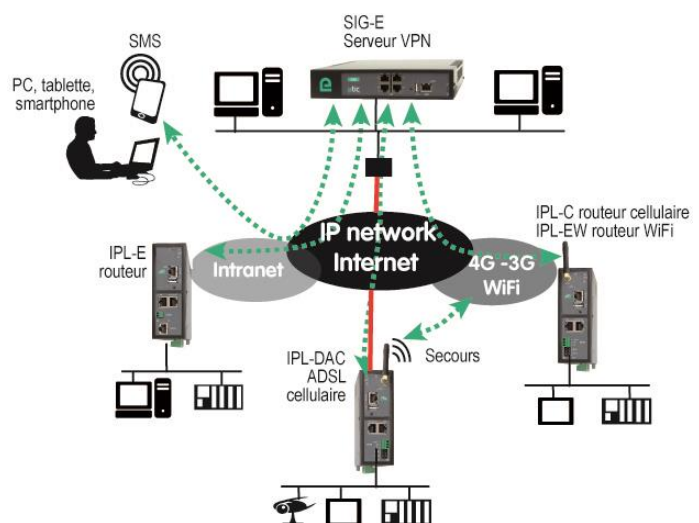 SIG-E
Serveur VPN
SMS
PC, tablette,
smartphone
IP network
Internet
Intranet
4G -3G
WiFi
IPL-C routeur cellulaire
IPL-EW routeur WiFi
IPL-E
routeur
IPL-DAC
ADSL
cellulaire
Secours